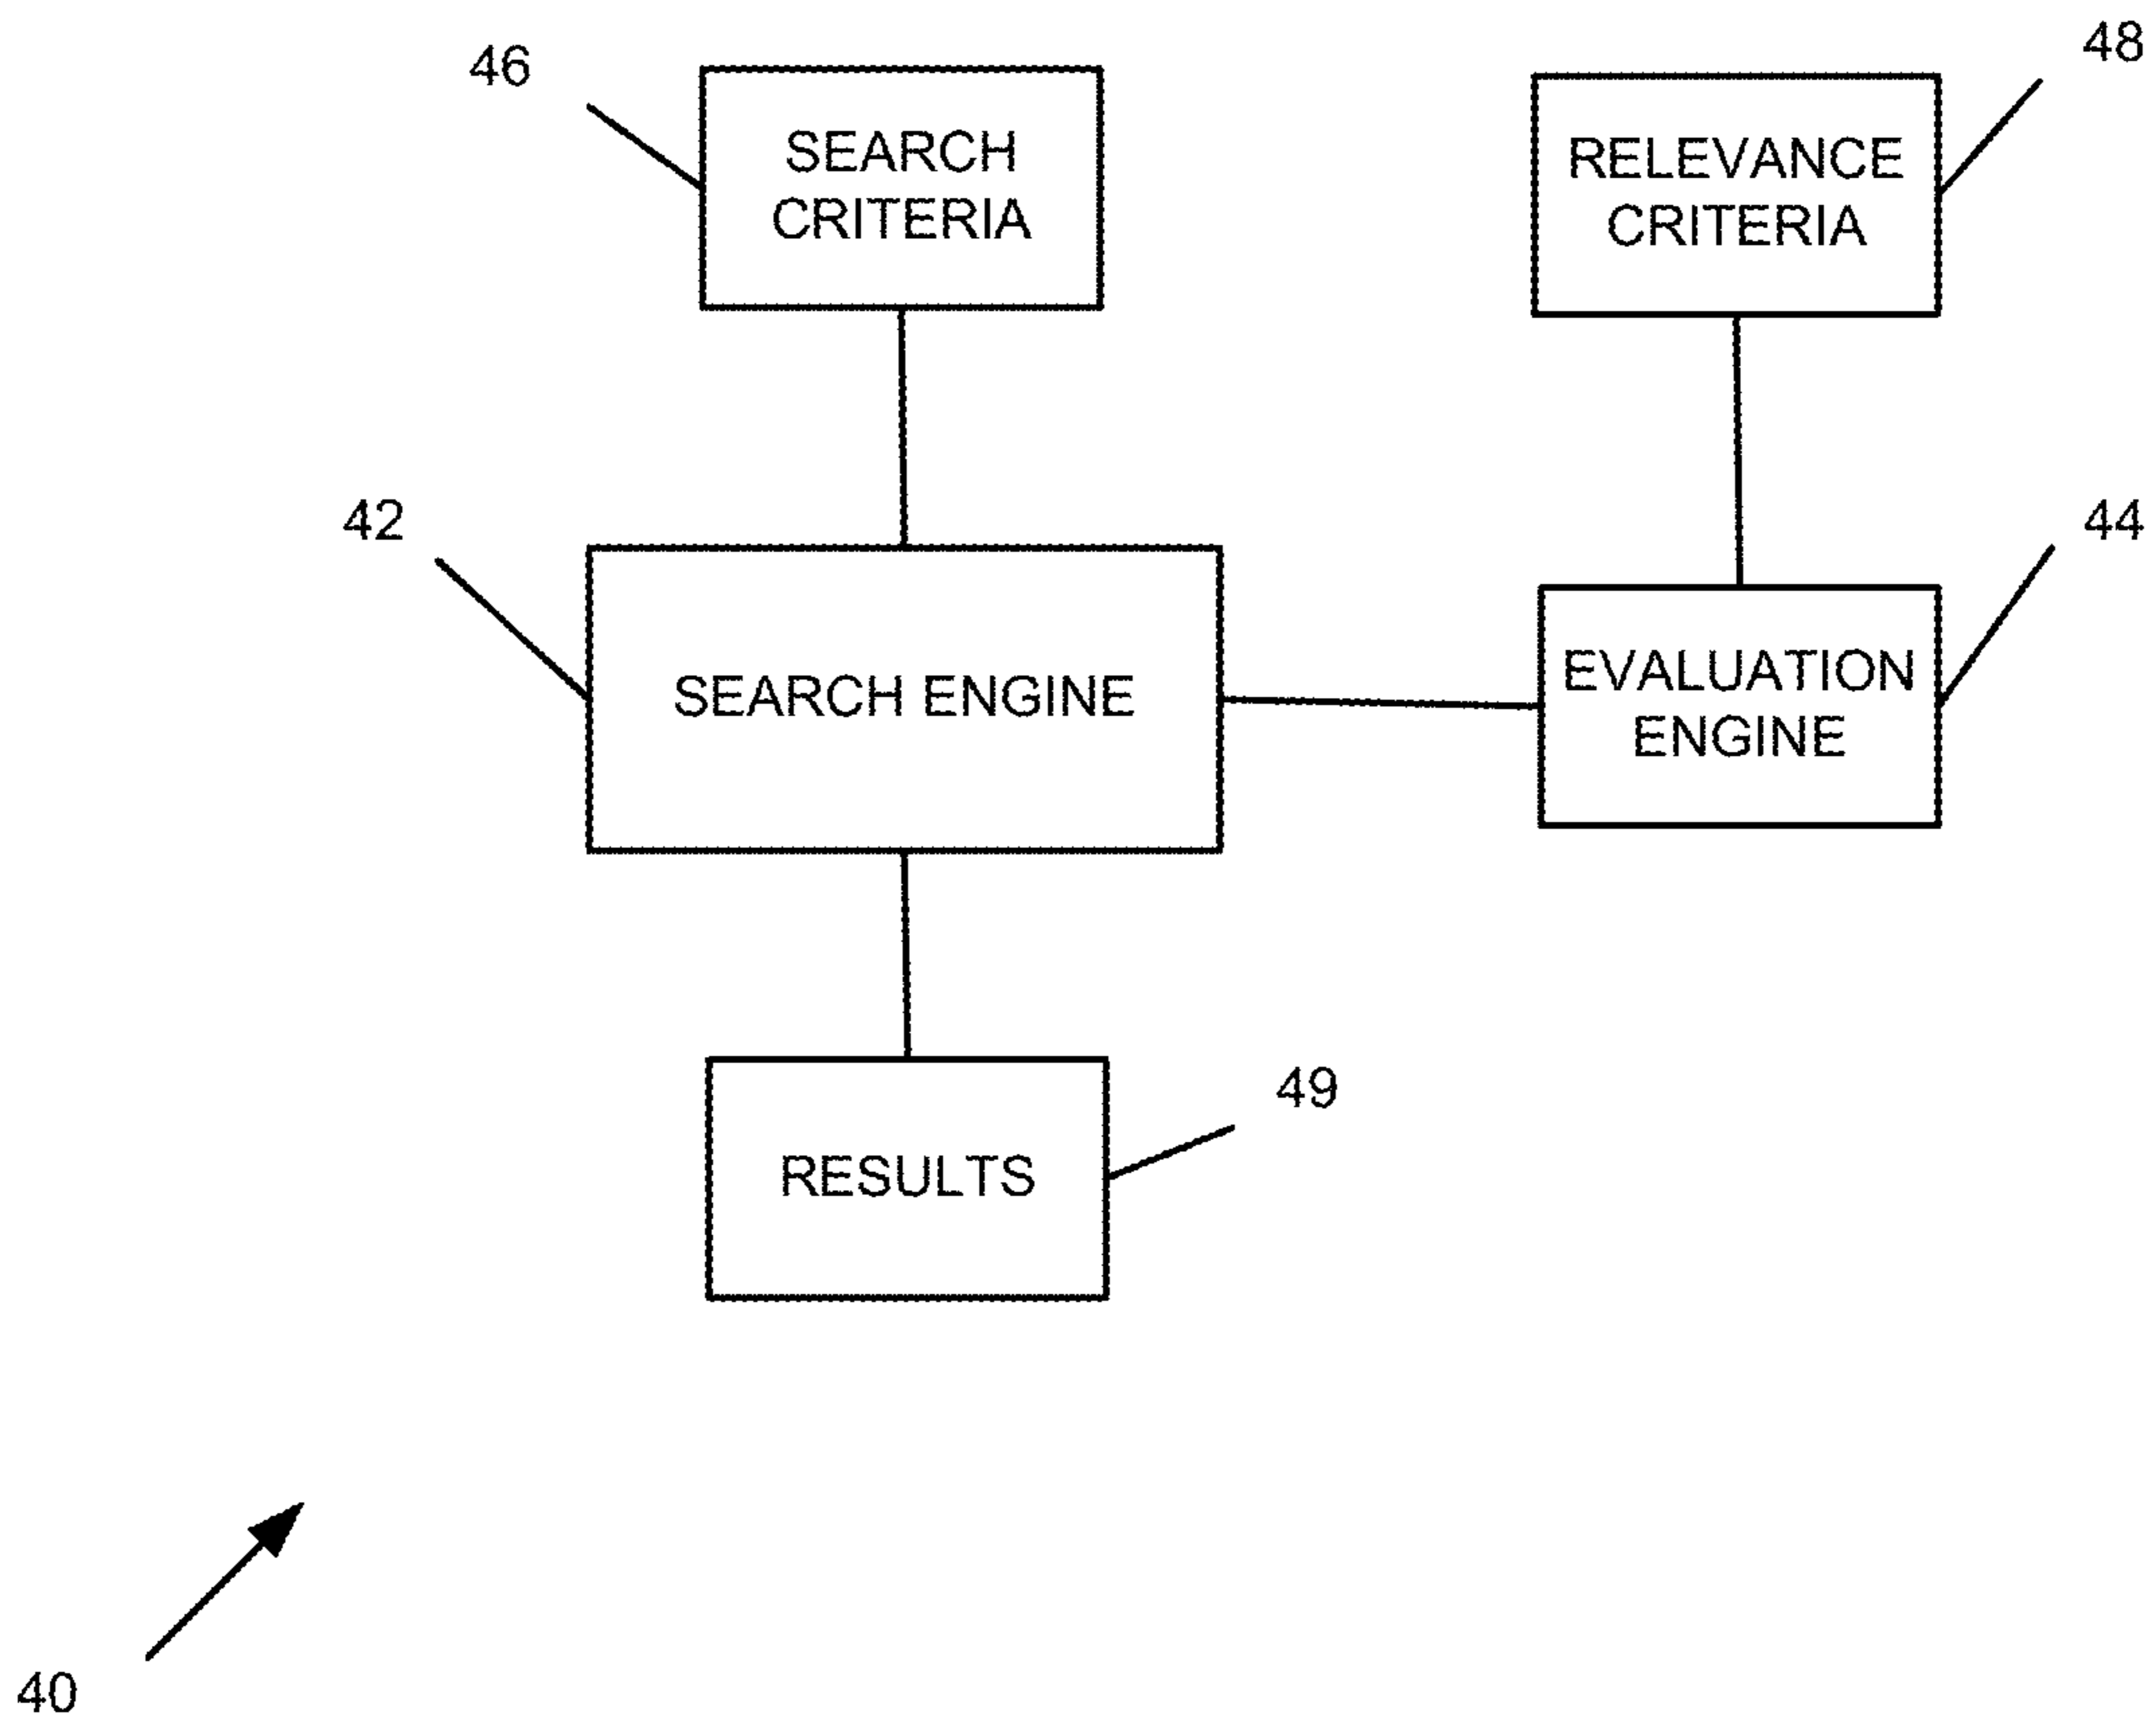 46
SEARCH
CRITERIA
48
RELEVANCE
CRITERIA
42
SEARCH ENGINE
44
EVALUATION
ENGINE
RESULTS
49
40